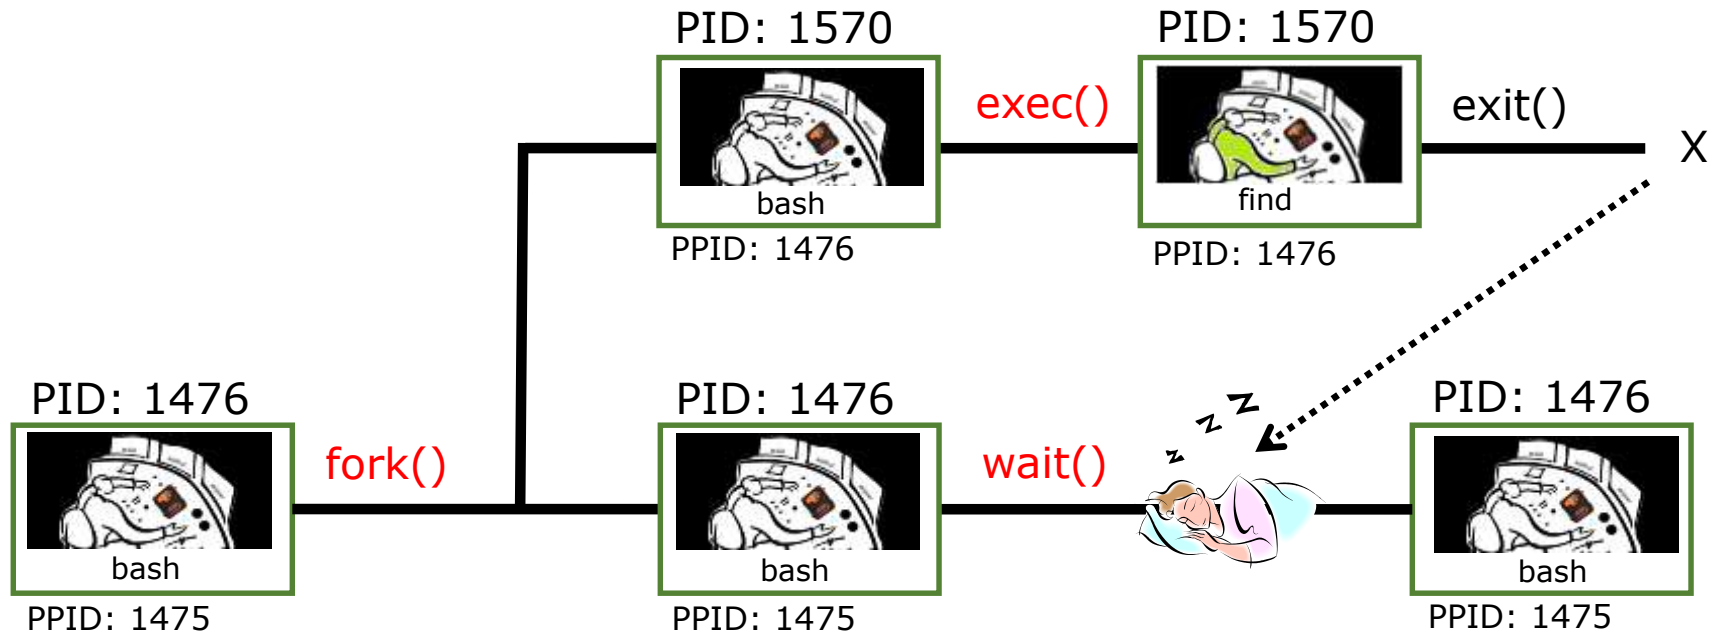 PID: 1570
PID: 1570
exec()
exit()
X
bash
find
PPID: 1476
PPID: 1476
PID: 1476
PID: 1476
z z z
PID: 1476
fork()
wait()
bash
bash
bash
PPID: 1475
PPID: 1475
PPID: 1475